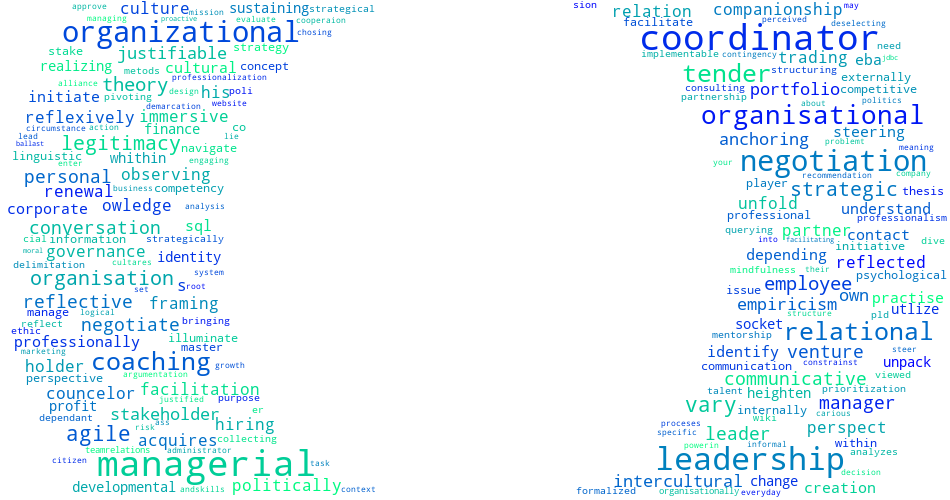 approve
culture
mission
sustaining
strategical
managing
proactive
evaluate
cooperaion
organizational
chosing
stake
justifiable
strategy
realizing
metods
cultural
concept
alliance
theory
professionalization
design
his
poli
initiate
pivoting
demarcation
website
reflexively
immersive
circumstance
action
finance
co
lead
legitimacy
navigate
lie
ballast
linguistic
whithin
engaging
enter
personal
observing
renewal
business
competency
corporate
owledge
analysis
conversation
sql
cial
information
strategically
moral
governance
identity
delimitation
cultares
system
organisation
set
s
root
reflective
framing
manage
logical
reflect
negotiate
bringing
ethic
professionally
illuminate
master
marketing
coaching
growth
holder
argumentation
perspective
facilitation
councelor
justified
purpose
profit
er
dependant
stakeholder
ass
risk
hiring
agile
acquires
collecting
teamrelations
administrator
citizen
managerial
task
developmental
andskills
politically
context
sion
relation
companionship
may
facilitate
perceived
deselecting
coordinator
need
implementable
contingency
trading
eba
jdbc
tender
structuring
externally
consulting
portfolio
competitive
partnership
about
politics
organisational
anchoring
steering
problemt
meaning
your
negotiation
recommendation
company
player
strategic
thesis
unfold
understand
professional
professionalism
querying
partner
contact
into
facilitating
initiative
dive
depending
reflected
mindfulness
their
psychological
issue
employee
own
practise
empiricism
utlize
structure
pld
socket
relational
mentorship
steer
identify
venture
unpack
communication
constrainst
communicative
viewed
talent
heighten
prioritization
vary
internally
manager
wiki
carious
proceses
leader
perspect
specific
powerin
informal
within
analyzes
leadership
decision
intercultural
change
formalized
organisationally
everyday
creation